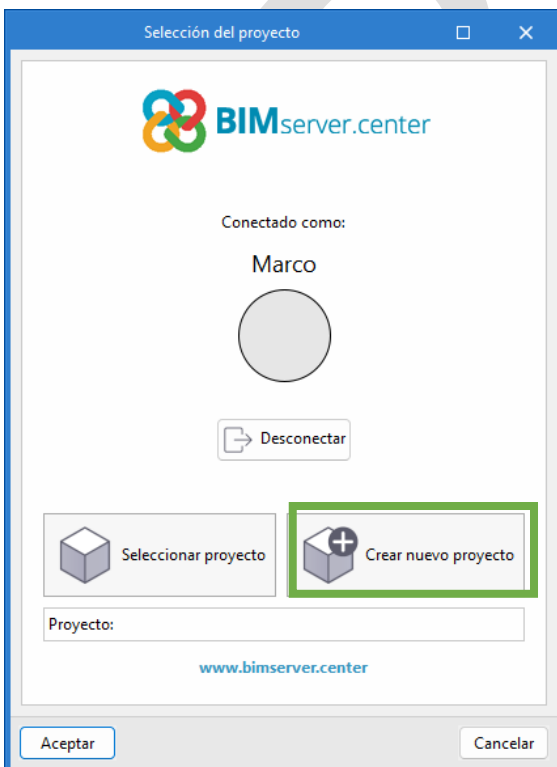 Selección del proyecto
BIMserver.center
Conectado como:
Marco
Desconectar
Seleccionar proyecto
Crear nuevo proyecto
Proyecto:
www.bimserver.center
Aceptar
Cancelar